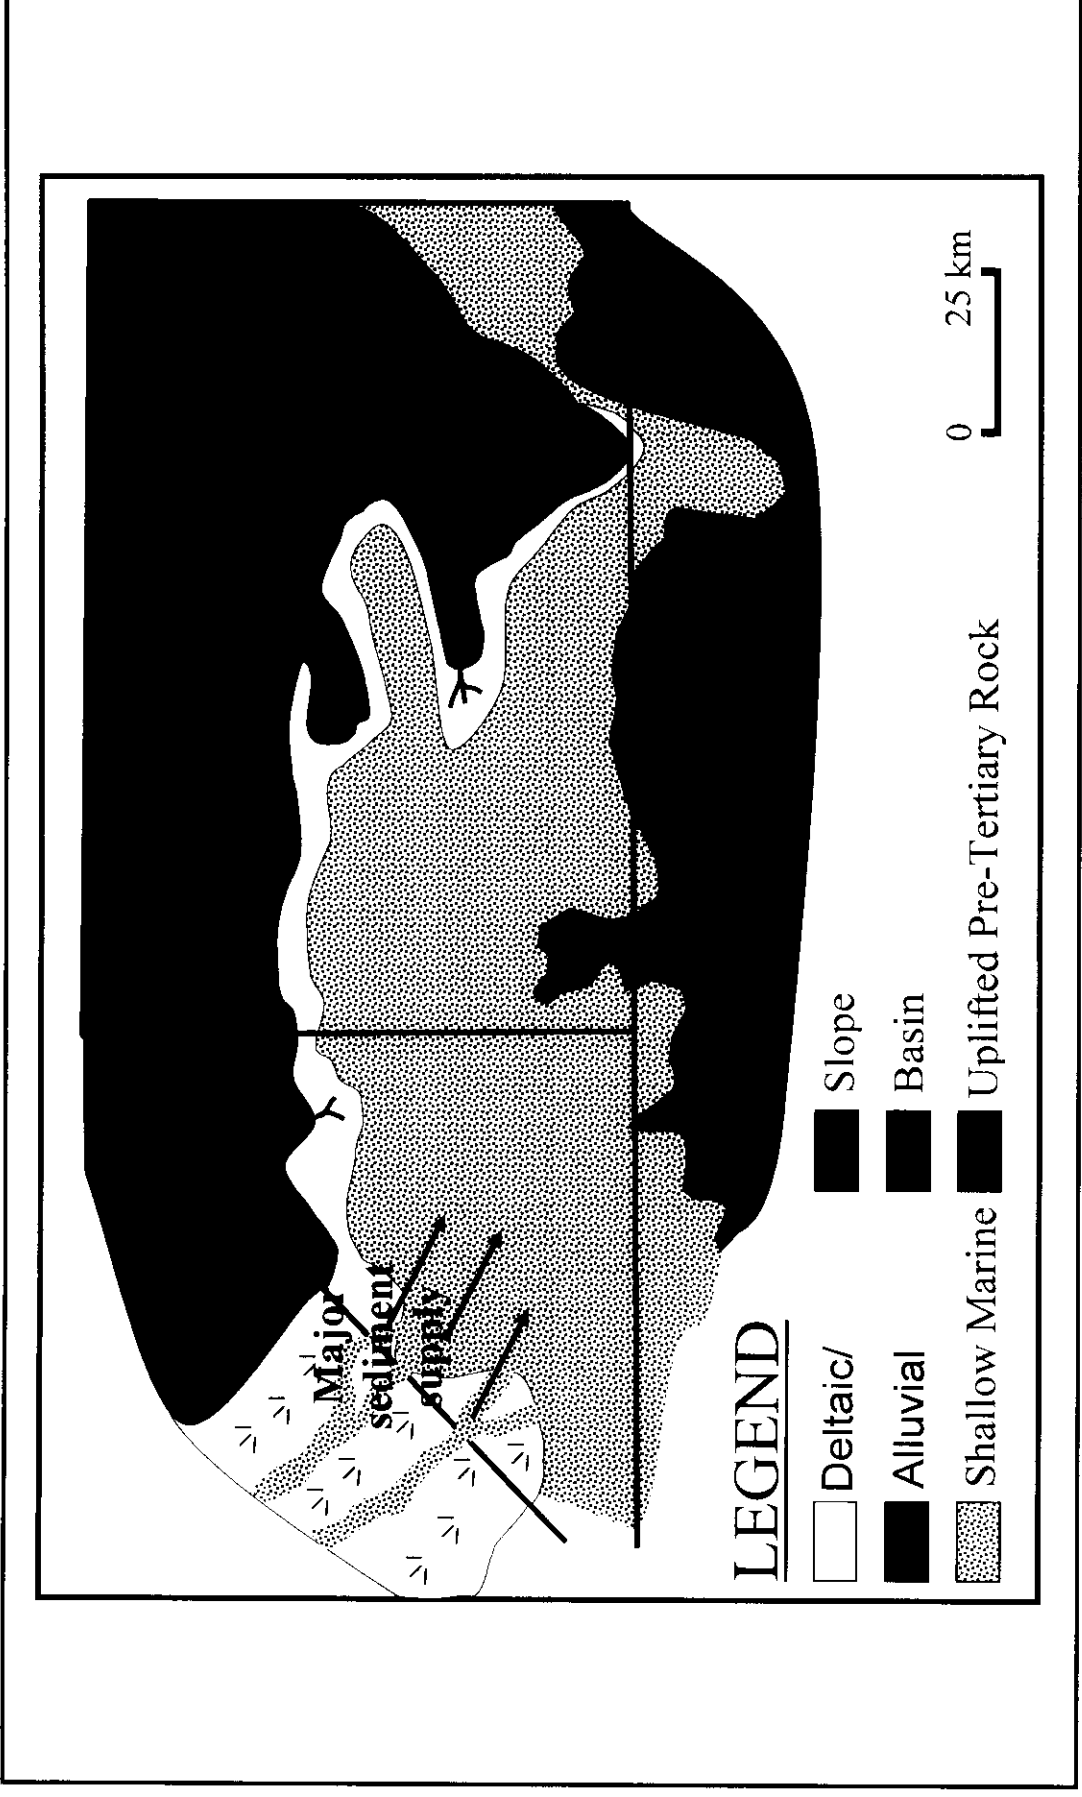 Major
sediment
supply
LEGEND
Deltaic/
Alluvial
Shallow Marine
Slope
Basin
Uplifted Pre-Tertiary Rock
0 25 km